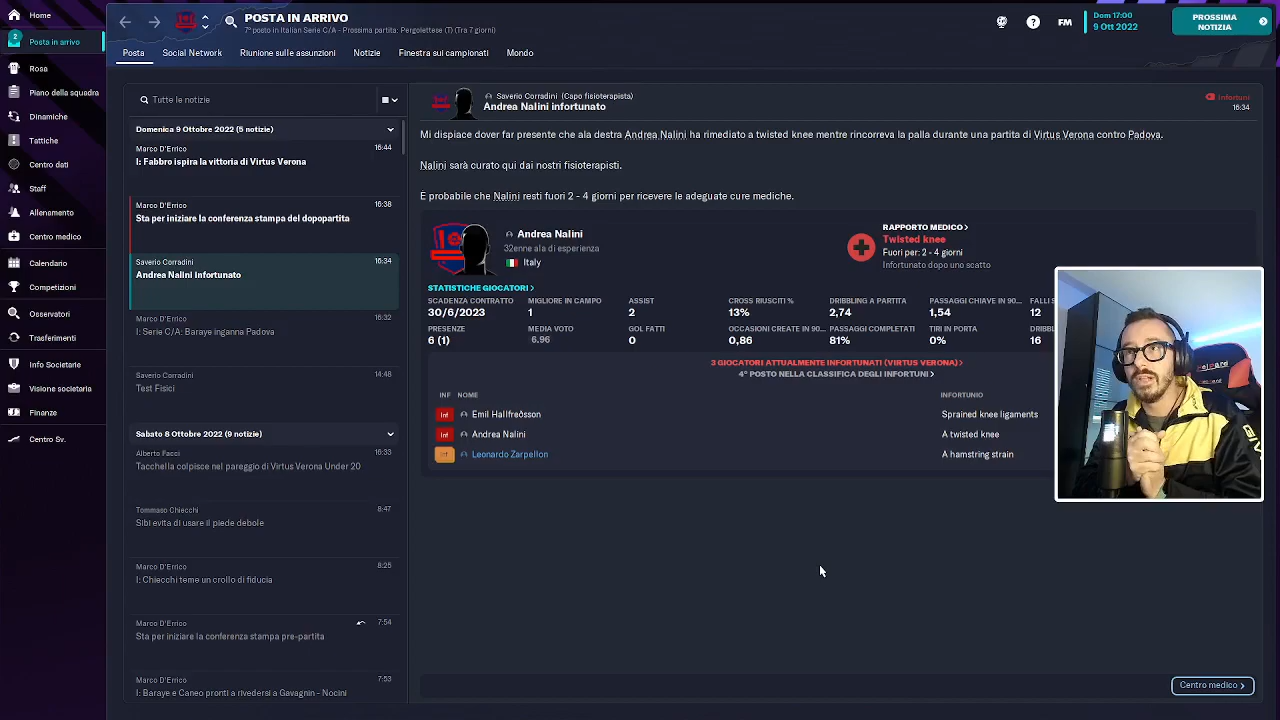 Home
POSTA IN ARRIVO
7° posto in Italian Serie C/A - Prossima partita: Pergolettese (T) (Tra 7 giorni)
FM
Dom 17:00
9 Ott 2022
PROSSIMA
NOTIZIA
2
Posta in arrivo
Rosa
Piano della squadra
Dinamiche
Tattiche
Centro dati
Staff
Allenamento
Centro medico
Calendario
Competizioni
Osservatori
Trasferimenti
Info Societarie
Visione societaria
Finanze
Centro Sv.
Posta
Social Network
Riunione sulle assunzioni
Notizie
Finestra sui campionati
Mondo
Tutte le notizie
Domenica 9 Ottobre 2022 (5 notizie)
Marco D'Errico
16:44
I: Fabbro ispira la vittoria di Virtus Verona
Marco D'Errico
16:38
Sta per iniziare la conferenza stampa del dopopartita
Saverio Corradini
16:34
Andrea Nalini infortunato
Marco D'Errico
16:32
I: Serie C/A: Baraye inganna Padova
Saverio Corradini
14:48
Test Fisici
Sabato 8 Ottobre 2022 (9 notizie)
Alberto Pacci
16:33
Tacchella colpisce nel pareggio di Virtus Verona Under 20
Tommaso Chiecchi
8:47
Sibi evita di usare il piede debole
Marco D'Errico
8:25
I: Chiecchi teme un crollo di fiducia
Marco D'Errico
7:54
Sta per iniziare la conferenza stampa pre-partita
Marco D'Errico
7:53
I: Baraye e Caneo pronti a rivedersi a Gavagnin - Nocini
Saverio Corradini (Capo fisioterapista)
Andrea Nalini infortunato
Infortuni
16:34
Mi dispiace dover far presente che ala destra Andrea Nalini ha rimediato a twisted knee mentre rincorreva la palla durante una partita di Virtus Verona contro Padova.
Nalini sarà curato qui dai nostri fisioterapisti.
E probabile che Nalini resti fuori 2 - 4 giorni per ricevere le adeguate cure mediche.
Andrea Nalini
32enne ala di esperienza
Italy
RAPPORTO MEDICO
Twisted knee
Fuori per: 2 - 4 giorni
Infortunato dopo uno scatto
STATISTICHE GIOCATORI
SCADENZA CONTRATTO
MIGLIORE IN CAMPO
ASSIST
CROSS RIUSCITI %
DRIBBLING A PARTITA
PASSAGGI CHIAVE IN 90...
FALLI S
30/6/2023
1
2
13%
2,74
1,54
12
PRESENZE
MEDIA VOTO
GOL FATTI
OCCASIONI CREATE IN 90...
PASSAGGI COMPLETATI
TIRI IN PORTA
DRIBBL
6 (1)
6.96
0
0,86
81%
0%
16
3 GIOCATORI ATTUALMENTE INFORTUNATI (VIRTUS VERONA)
4° POSTO NELLA CLASSIFICA DEGLI INFORTUNI
INF
NOME
INFORTUNIO
Inf
Emil Hallfreðsson
Sprained knee ligaments
Inf
Andrea Nalini
A twisted knee
Inf
Leonardo Zarpellon
A hamstring strain
Centro medico